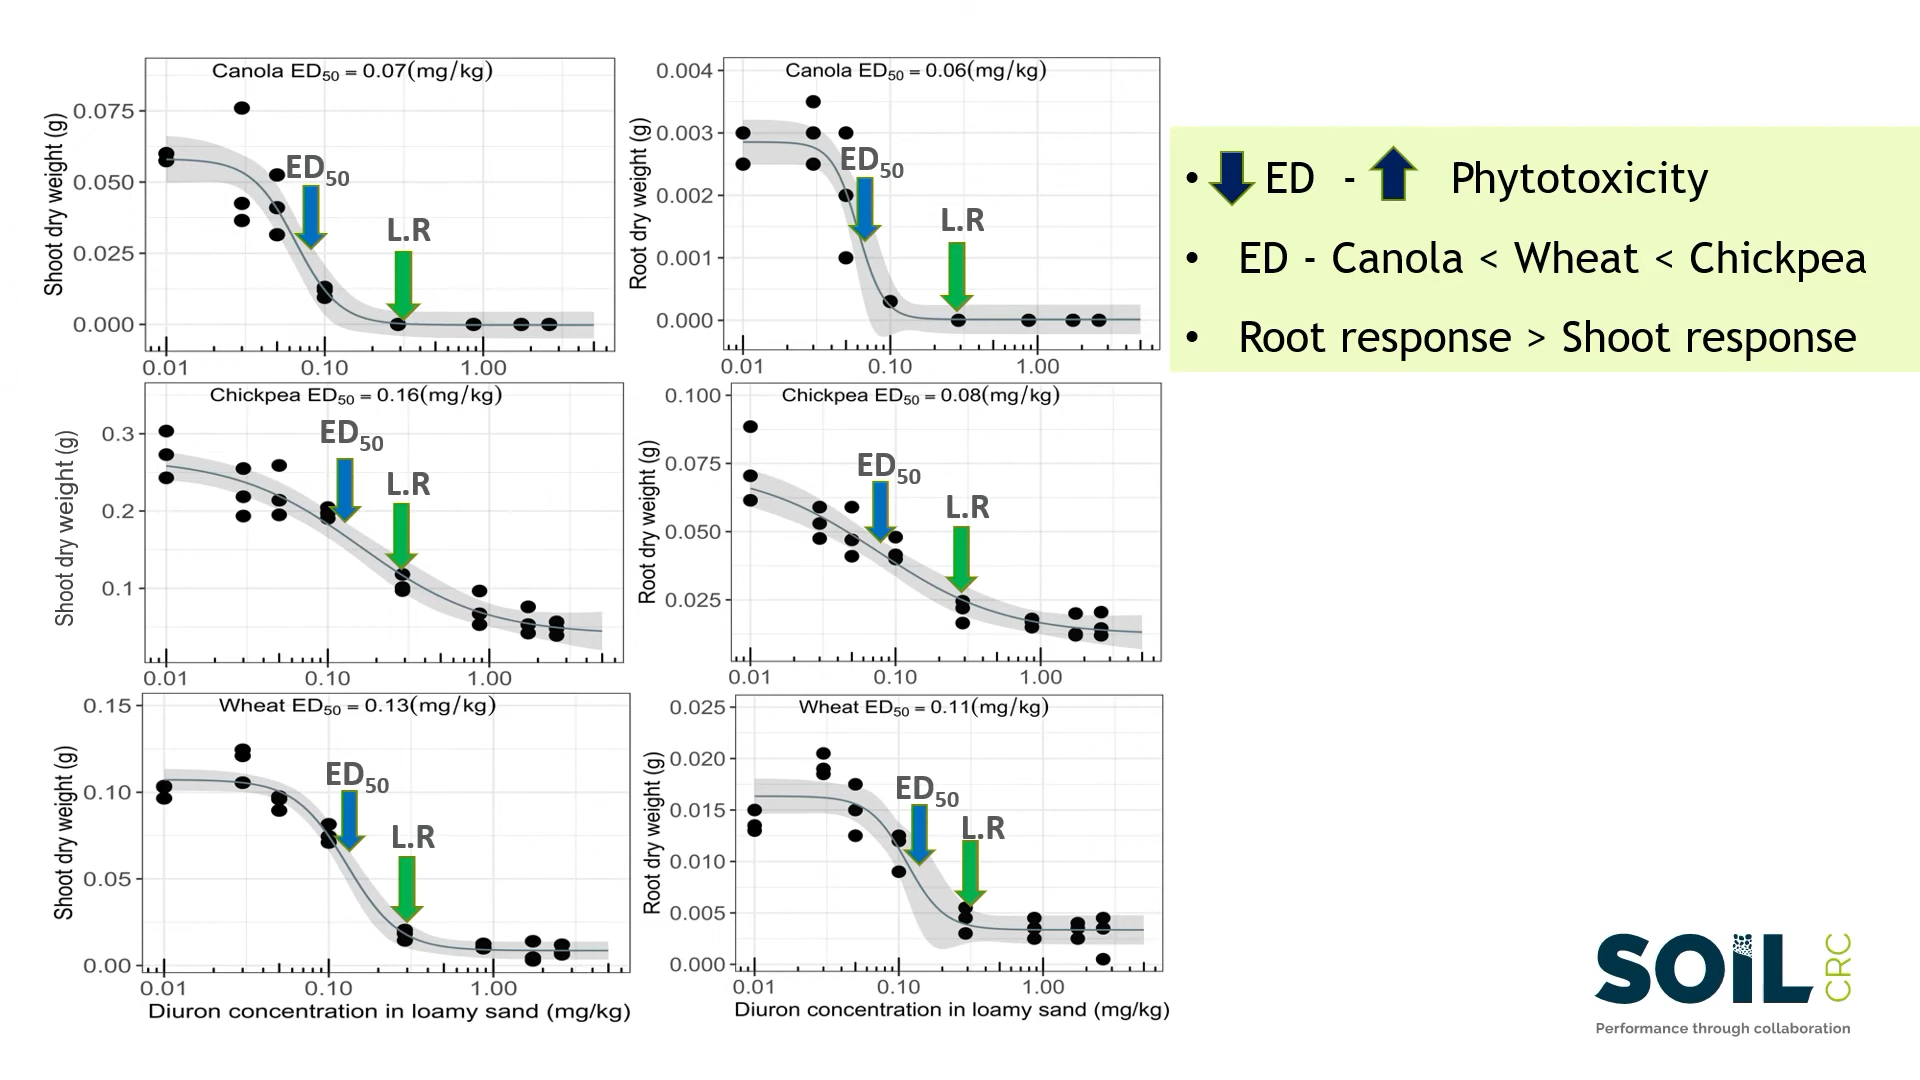 Canola ED50 = 0.07(mg/kg)
Shoot dry weight (g)
0.075
0.050
0.025
0.000
ED50
L.R
0.01 0.10 1.00
Canola ED50 = 0.06(mg/kg)
Root dry weight (g)
0.004
0.003
0.002
0.001
0.000
ED50
L.R
0.01 0.10 1.00
• ED - Phytotoxicity
• ED - Canola < Wheat < Chickpea
• Root response > Shoot response
Chickpea ED50 = 0.16(mg/kg)
Shoot dry weight (g)
0.3
0.2
0.1
ED50
L.R
0.01 0.10 1.00
Chickpea ED50 = 0.08(mg/kg)
Root dry weight (g)
0.100
0.075
0.050
0.025
ED50
L.R
0.01 0.10 1.00
Wheat ED50 = 0.13(mg/kg)
Shoot dry weight (g)
0.15
0.10
0.05
0.00
ED50
L.R
0.01 0.10 1.00
Diuron concentration in loamy sand (mg/kg)
Wheat ED50 = 0.11(mg/kg)
Root dry weight (g)
0.025
0.020
0.015
0.010
0.005
0.000
ED50
L.R
0.01 0.10 1.00
Diuron concentration in loamy sand (mg/kg)
SOiL CRC
Performance through collaboration